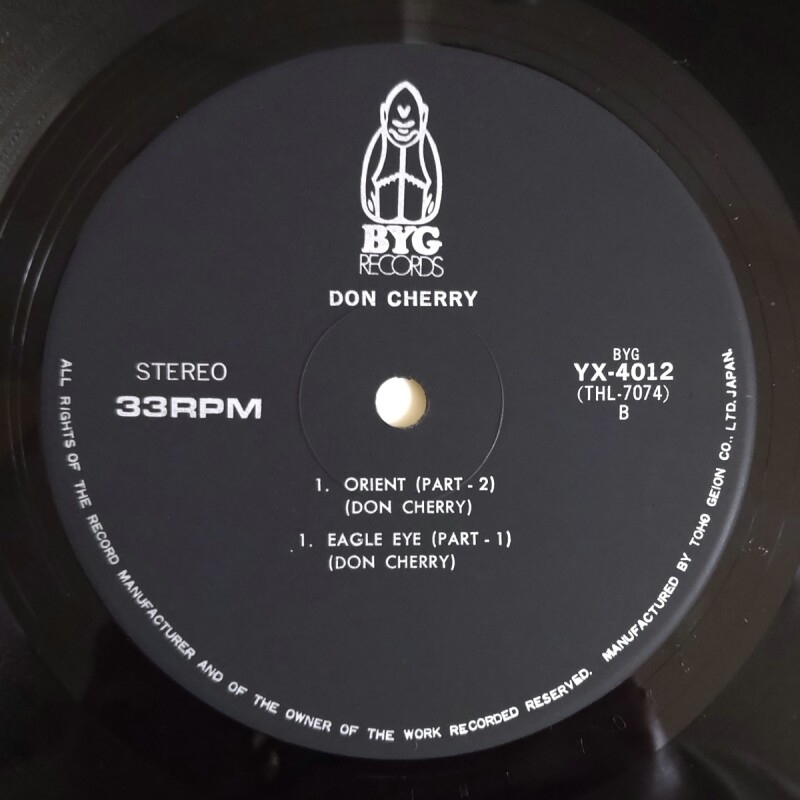 BYG
RECORDS
DON CHERRY
STEREO
33RPM
BYG
YX-4012
(THL-7074)
B
1. ORIENT (PART-2)
(DON CHERRY)
1. EAGLE EYE (PART-1)
(DON CHERRY)
ALL RIGHTS OF THE RECORD MANUFACTURER AND OF THE OWNER OF THE WORK RECORDED RESERVED. MANUFACTURED BY TOHO GEION CO., LTD. JAPAN.